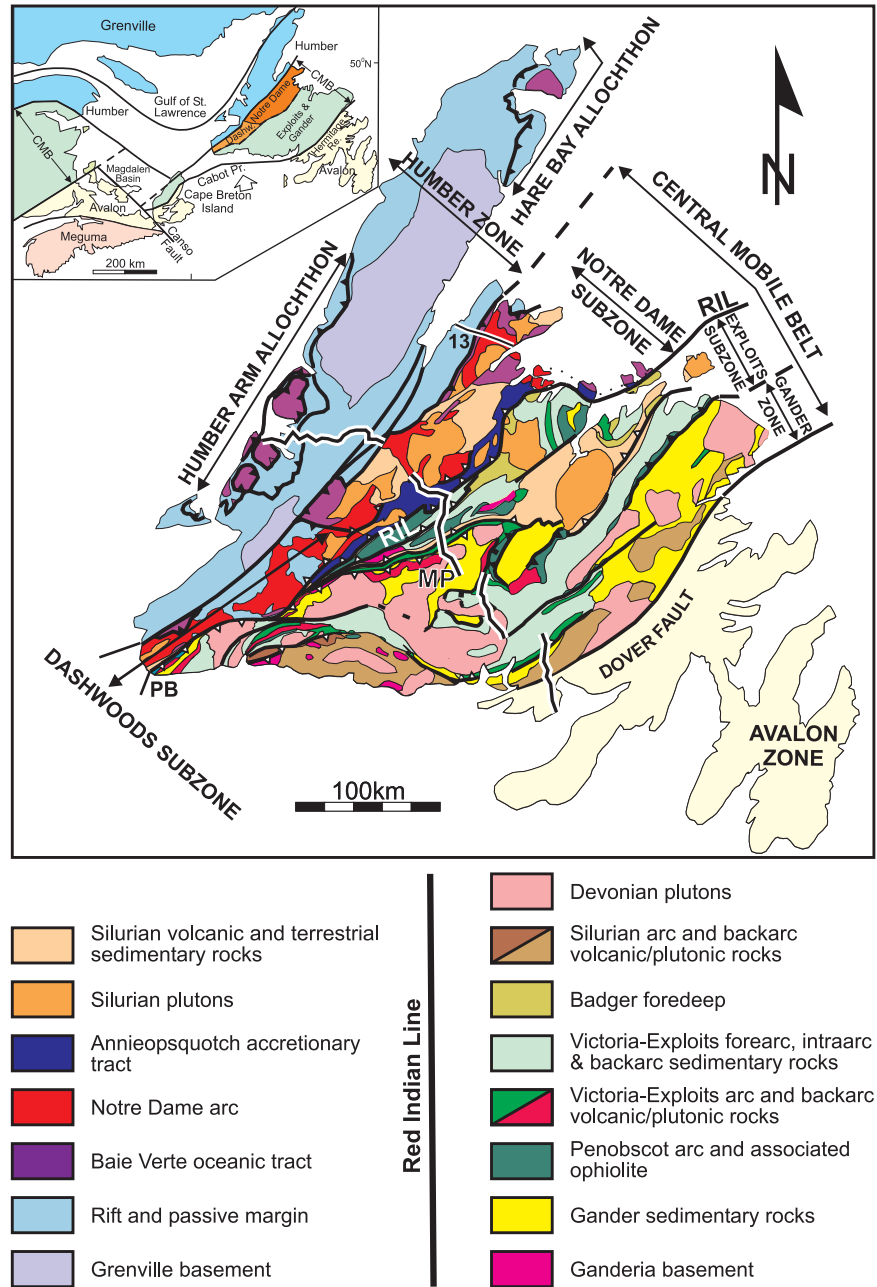 Grenville
Humber
50°N
CMB
Gulf of St.
Lawrence
Humber
Dashw. Notre Dame
Exploits &
Gander
Hermitage
Re.
CMB
Magdalen
Basin
Cabot Pr.
Avalon
Cape Breton
Island
Avalon
Canso
Fault
Meguma
200 km
HARE BAY ALLOCHTHON
N
HUMBER ZONE
CENTRAL MOBILE BELT
NOTRE DAME
SUBZONE
HUMBER ARM ALLOCHTHON
RIL
EXPLOITS
SUBZONE
GANDER
ZONE
13
RIL
MP
DOVER FAULT
PB
DASHWOODS SUBZONE
AVALON
ZONE
100km
Silurian volcanic and terrestrial
sedimentary rocks
Silurian plutons
Annieopsquotch accretionary
tract
Notre Dame arc
Baie Verte oceanic tract
Rift and passive margin
Grenville basement
Red Indian Line
Devonian plutons
Silurian arc and backarc
volcanic/plutonic rocks
Badger foredeep
Victoria-Exploits forearc, intraarc
& backarc sedimentary rocks
Victoria-Exploits arc and backarc
volcanic/plutonic rocks
Penobscot arc and associated
ophiolite
Gander sedimentary rocks
Ganderia basement